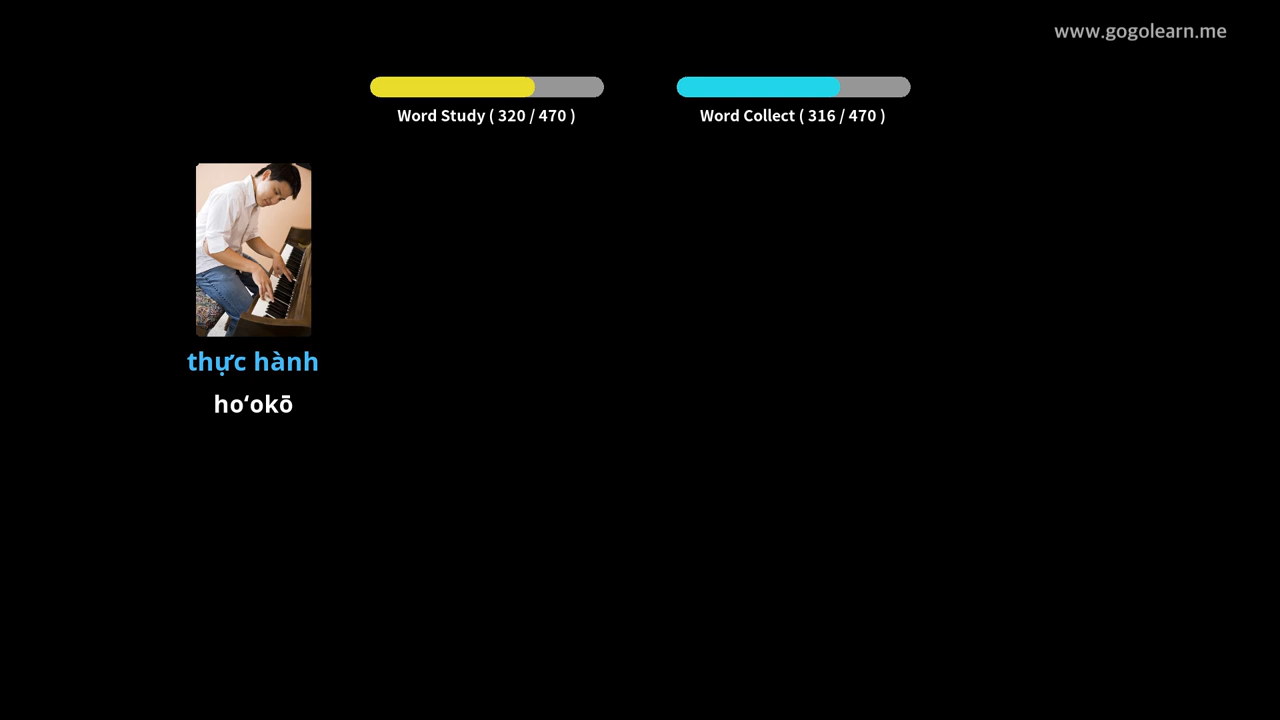 www.gogolearn.me
Word Study ( 320 / 470 )
Word Collect ( 316 / 470 )
thực hành
hoʻokō